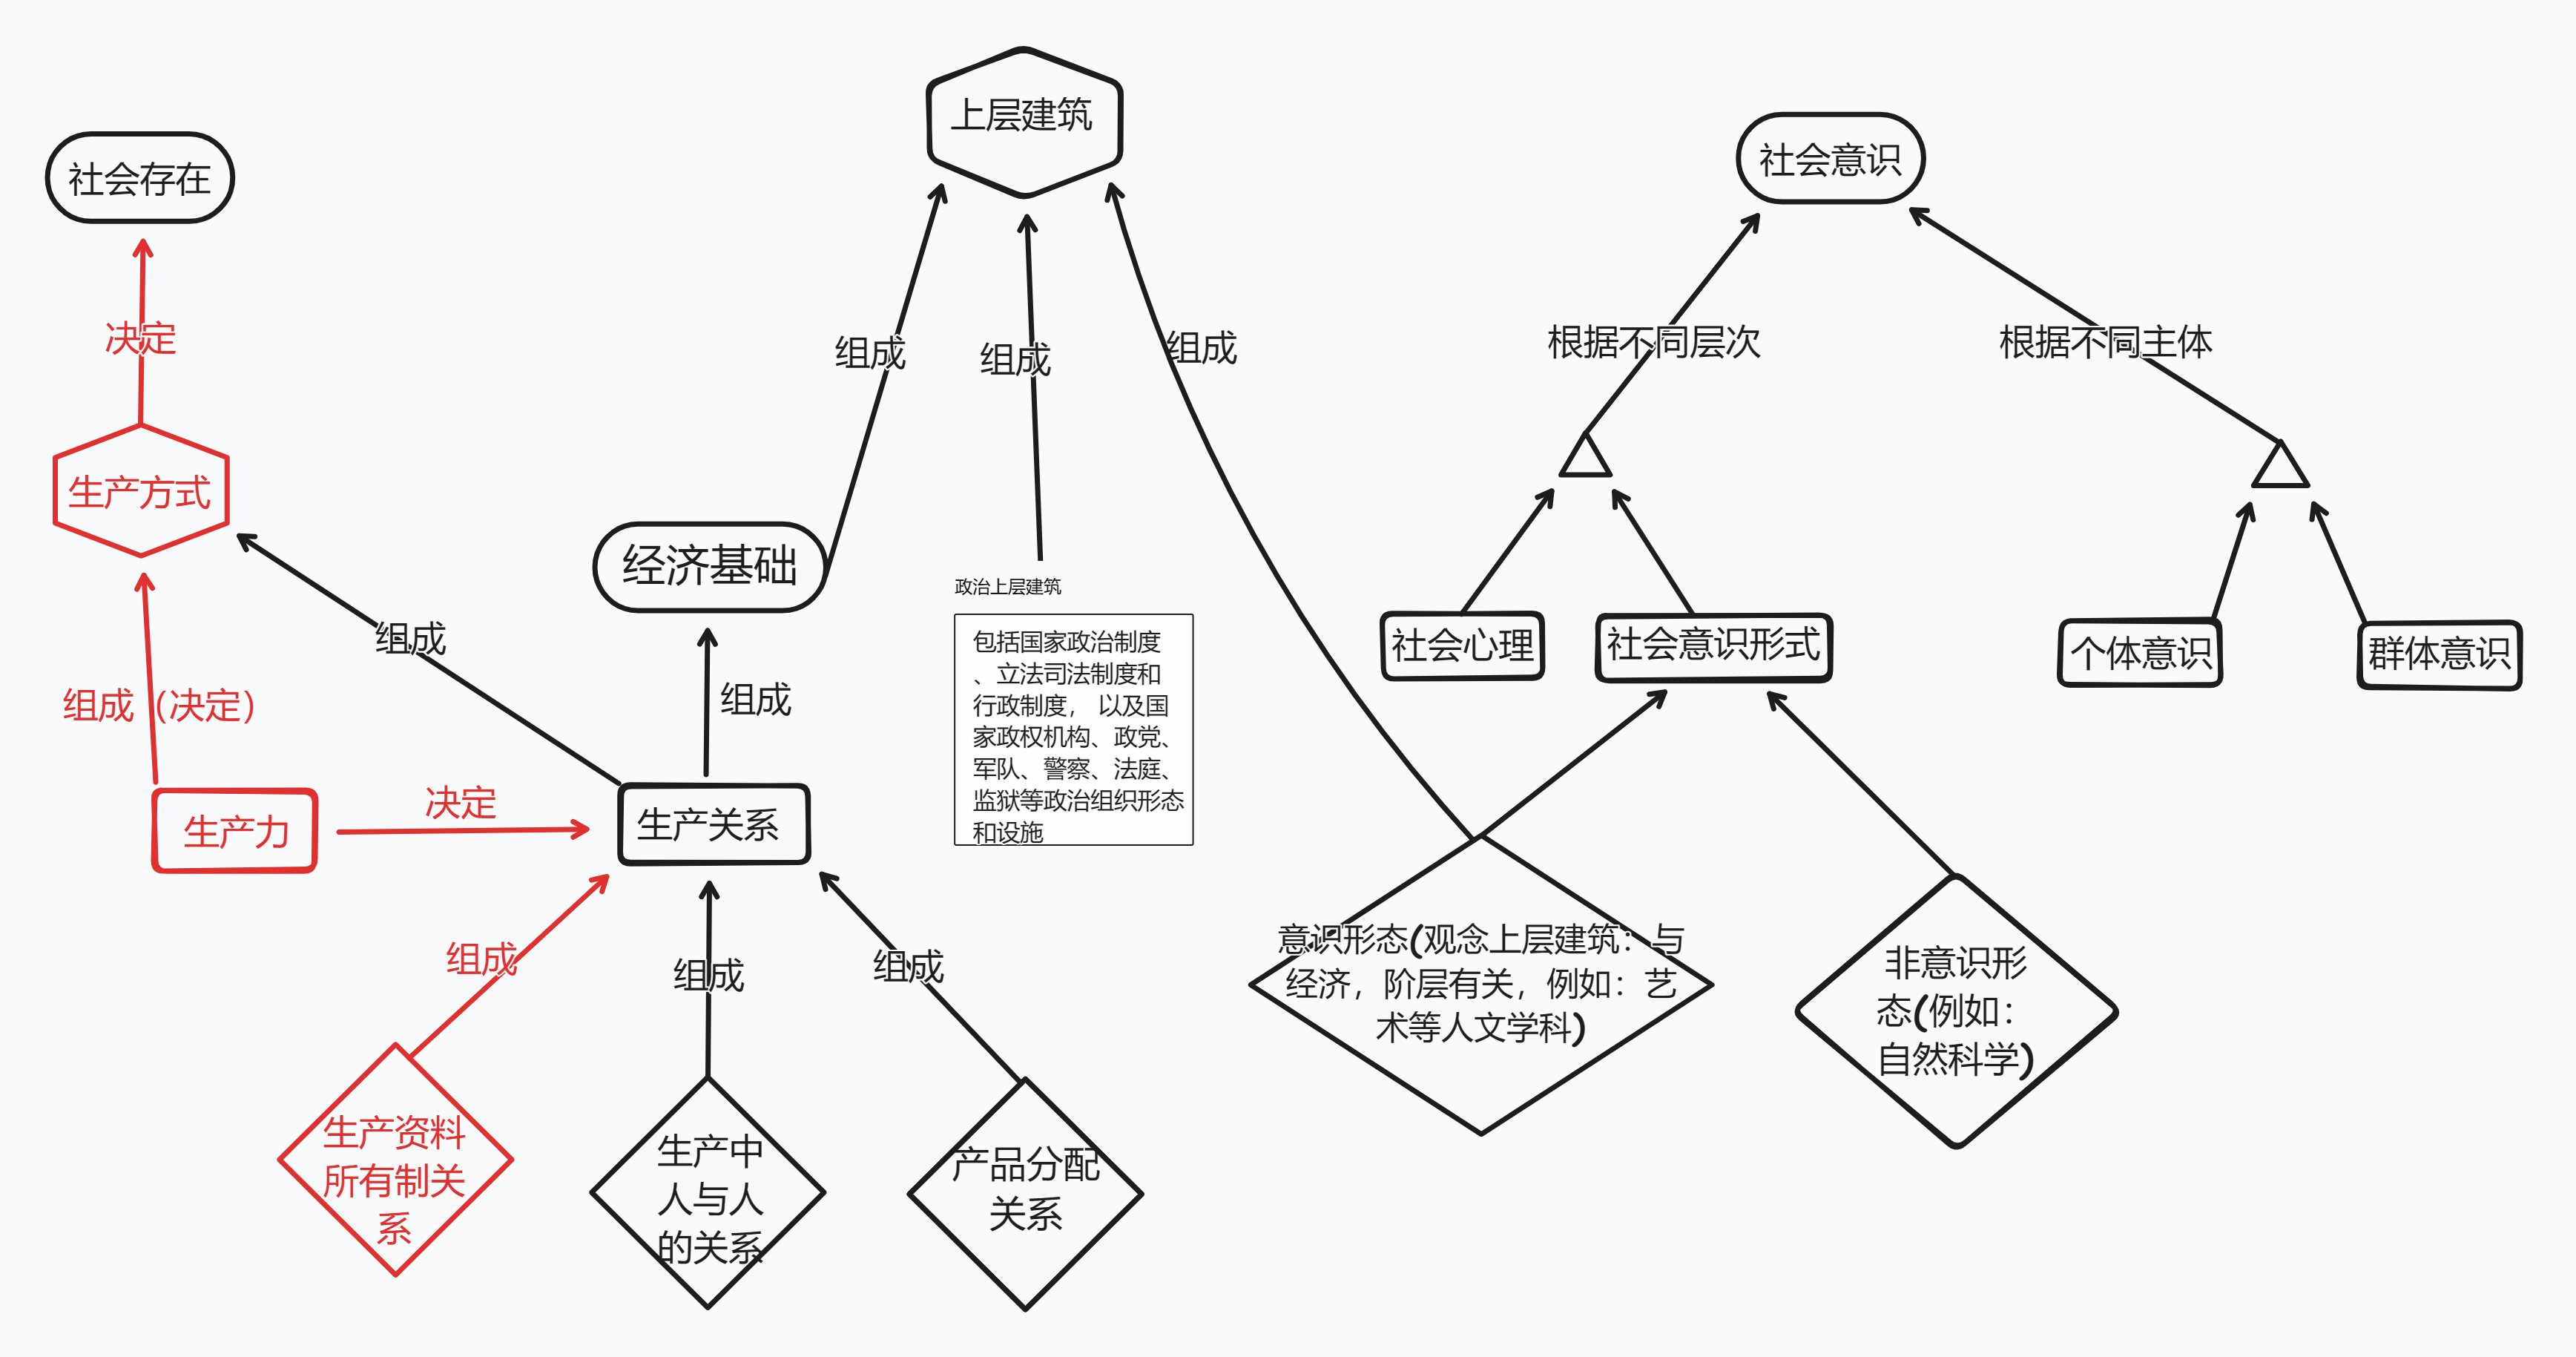 上层建筑
社会存在
社会意识
决定
组成
组成
组成
根据不同层次
根据不同主体
生产方式
经济基础
政治上层建筑
包括国家政治制度
、立法司法制度和
行政制度， 以及国
家政权机构、政党、
军队、警察、法庭、
监狱等政治组织形态
和设施
社会心理
社会意识形式
个体意识
群体意识
组成
组成（决定）
组成
生产力
决定
生产关系
组成
组成
组成
意识形态(观念上层建筑：与
经济，阶层有关，例如：艺
术等人文学科)
非意识形
态(例如：
自然科学)
生产资料
所有制关
系
生产中
人与人
的关系
产品分配
关系